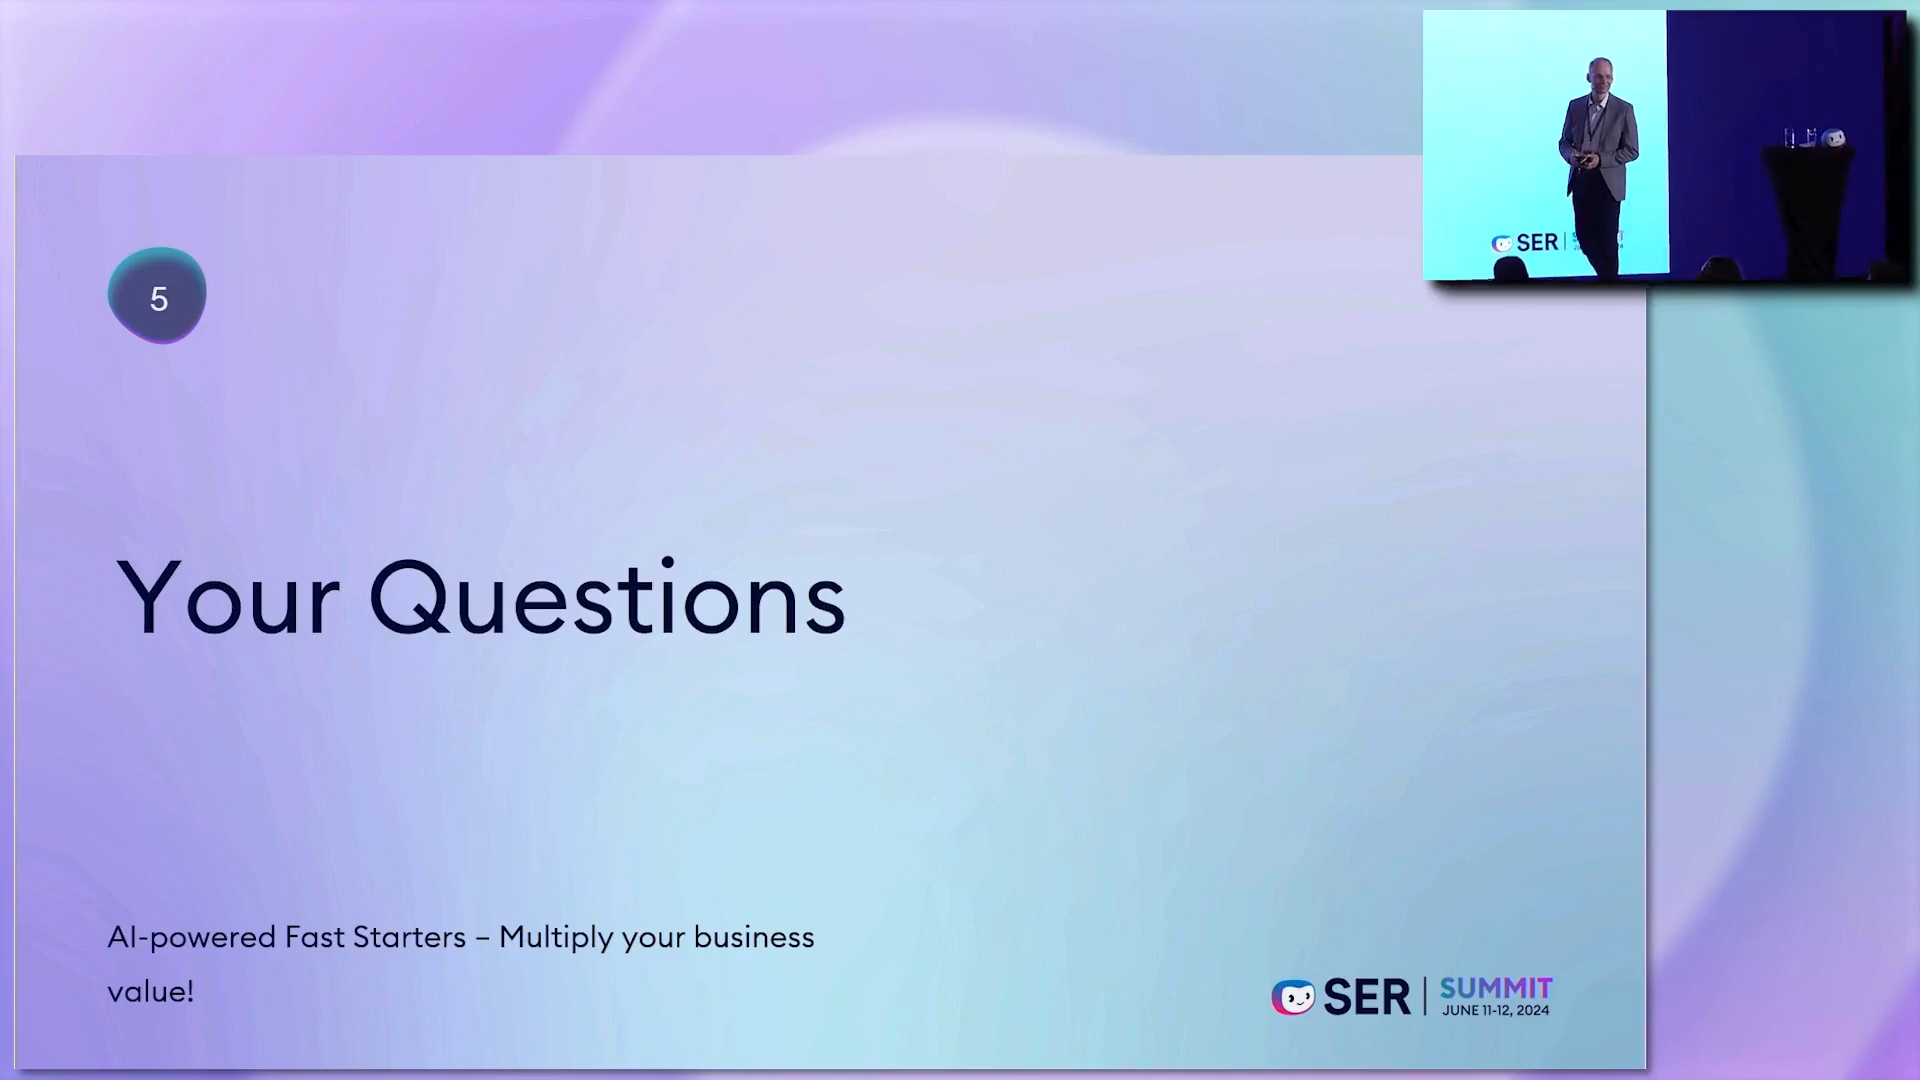 SER
5
Your Questions
AI-powered Fast Starters – Multiply your business
value!
SER | SUMMIT
JUNE 11-12, 2024